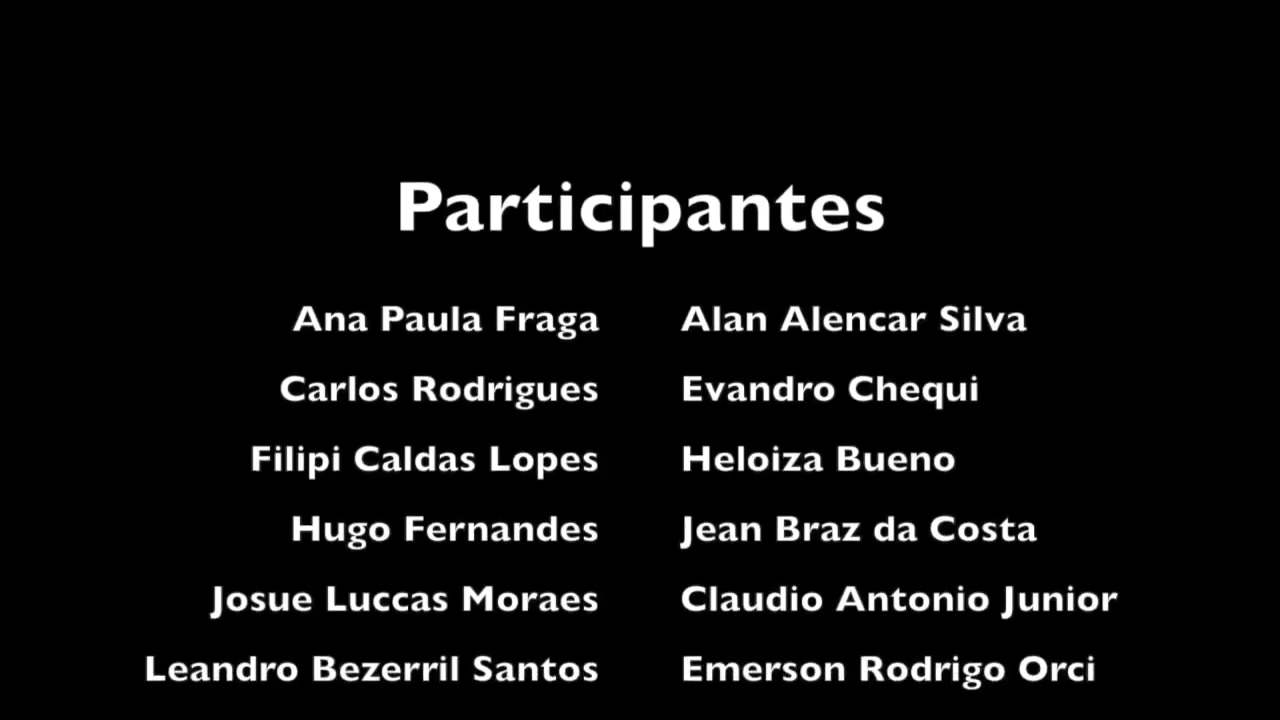 Participantes
Ana Paula Fraga Alan Alencar Silva
Carlos Rodrigues Evandro Chequi
Filipi Caldas Lopes Heloiza Bueno
Hugo Fernandes Jean Braz da Costa
Josue Luccas Moraes Claudio Antonio Junior
Leandro Bezerril Santos Emerson Rodrigo Orci